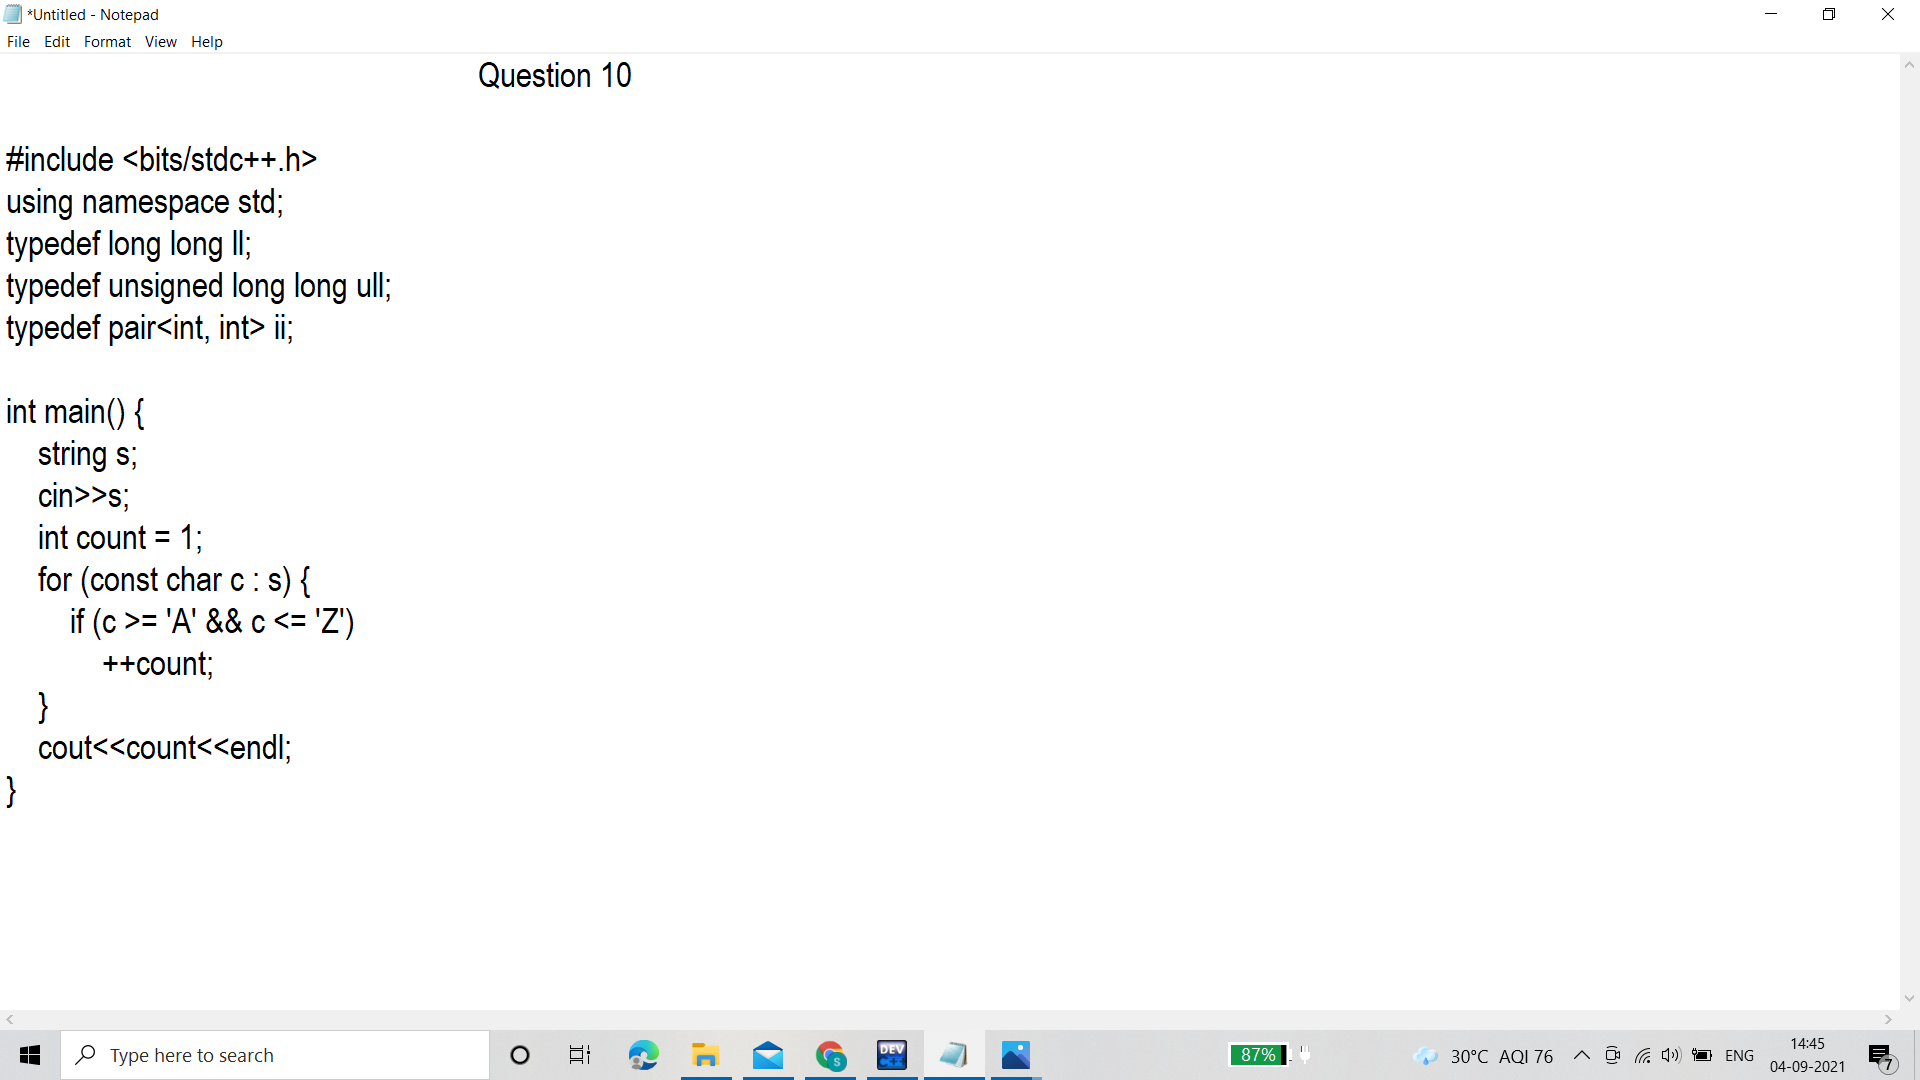 *Untitled - Notepad
File Edit Format View Help
Question 10
#include <bits/stdc++.h>
using namespace std;
typedef long long ll;
typedef unsigned long long ull;
typedef pair<int, int> ii;
int main() {
string s;
cin>>s;
int count = 1;
for (const char c : s) {
if (c >= 'A' && c <= 'Z')
++count;
}
cout<<count<<endl;
}
Type here to search
DEV C++
S
87%
30°C AQI 76
ENG
14:45
04-09-2021
7